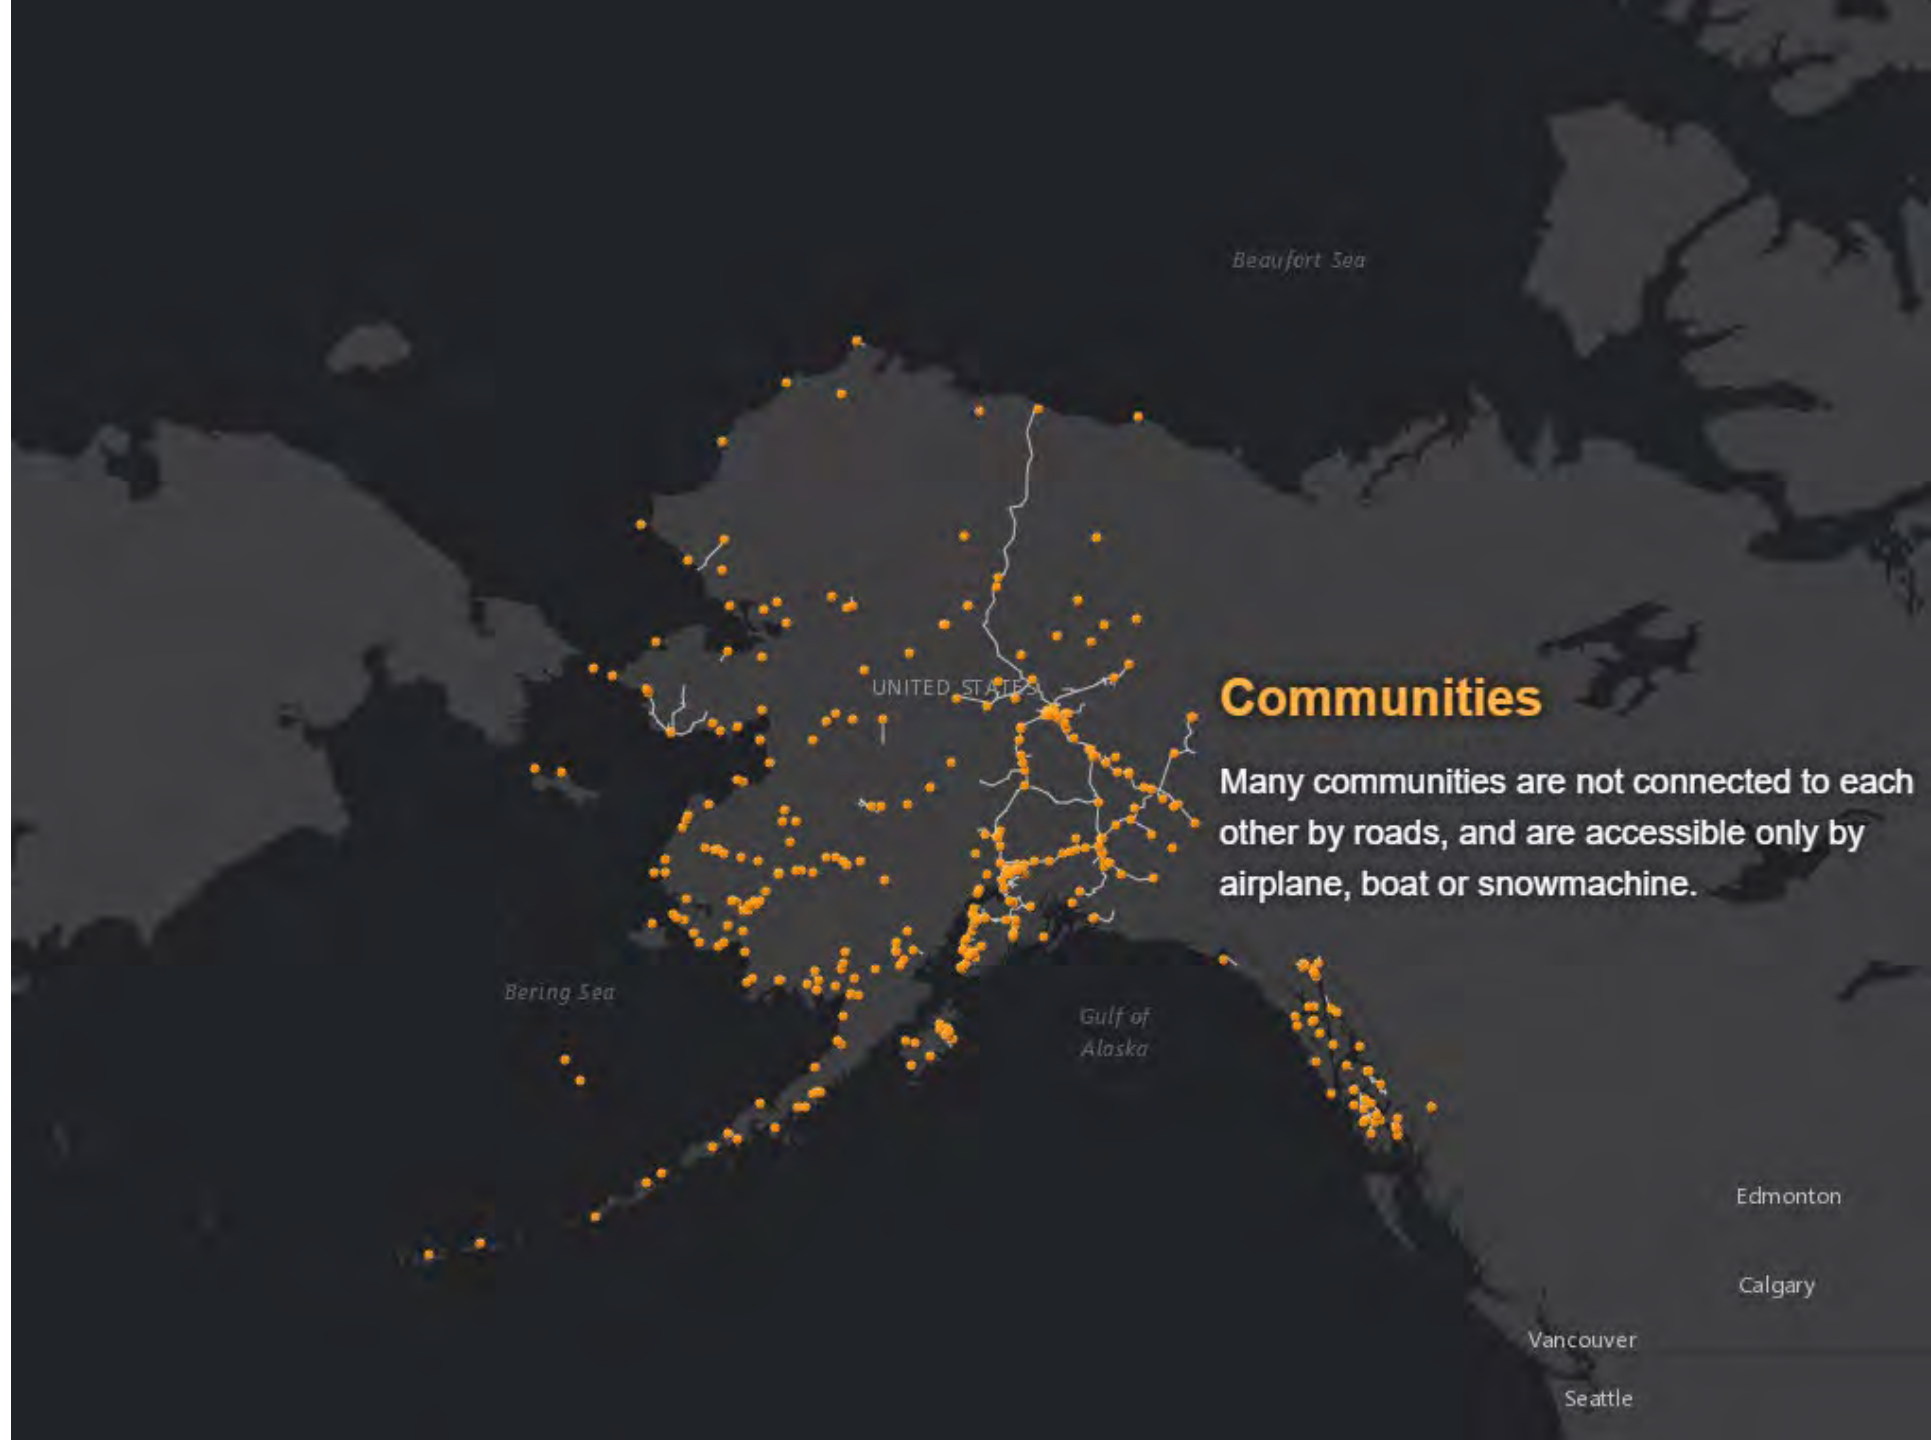 Beaufort Sea
UNITED STATES
Communities
Many communities are not connected to each
other by roads, and are accessible only by
airplane, boat or snowmachine.
Bering Sea
Gulf of
Alaska
Edmonton
Calgary
Vancouver
Seattle